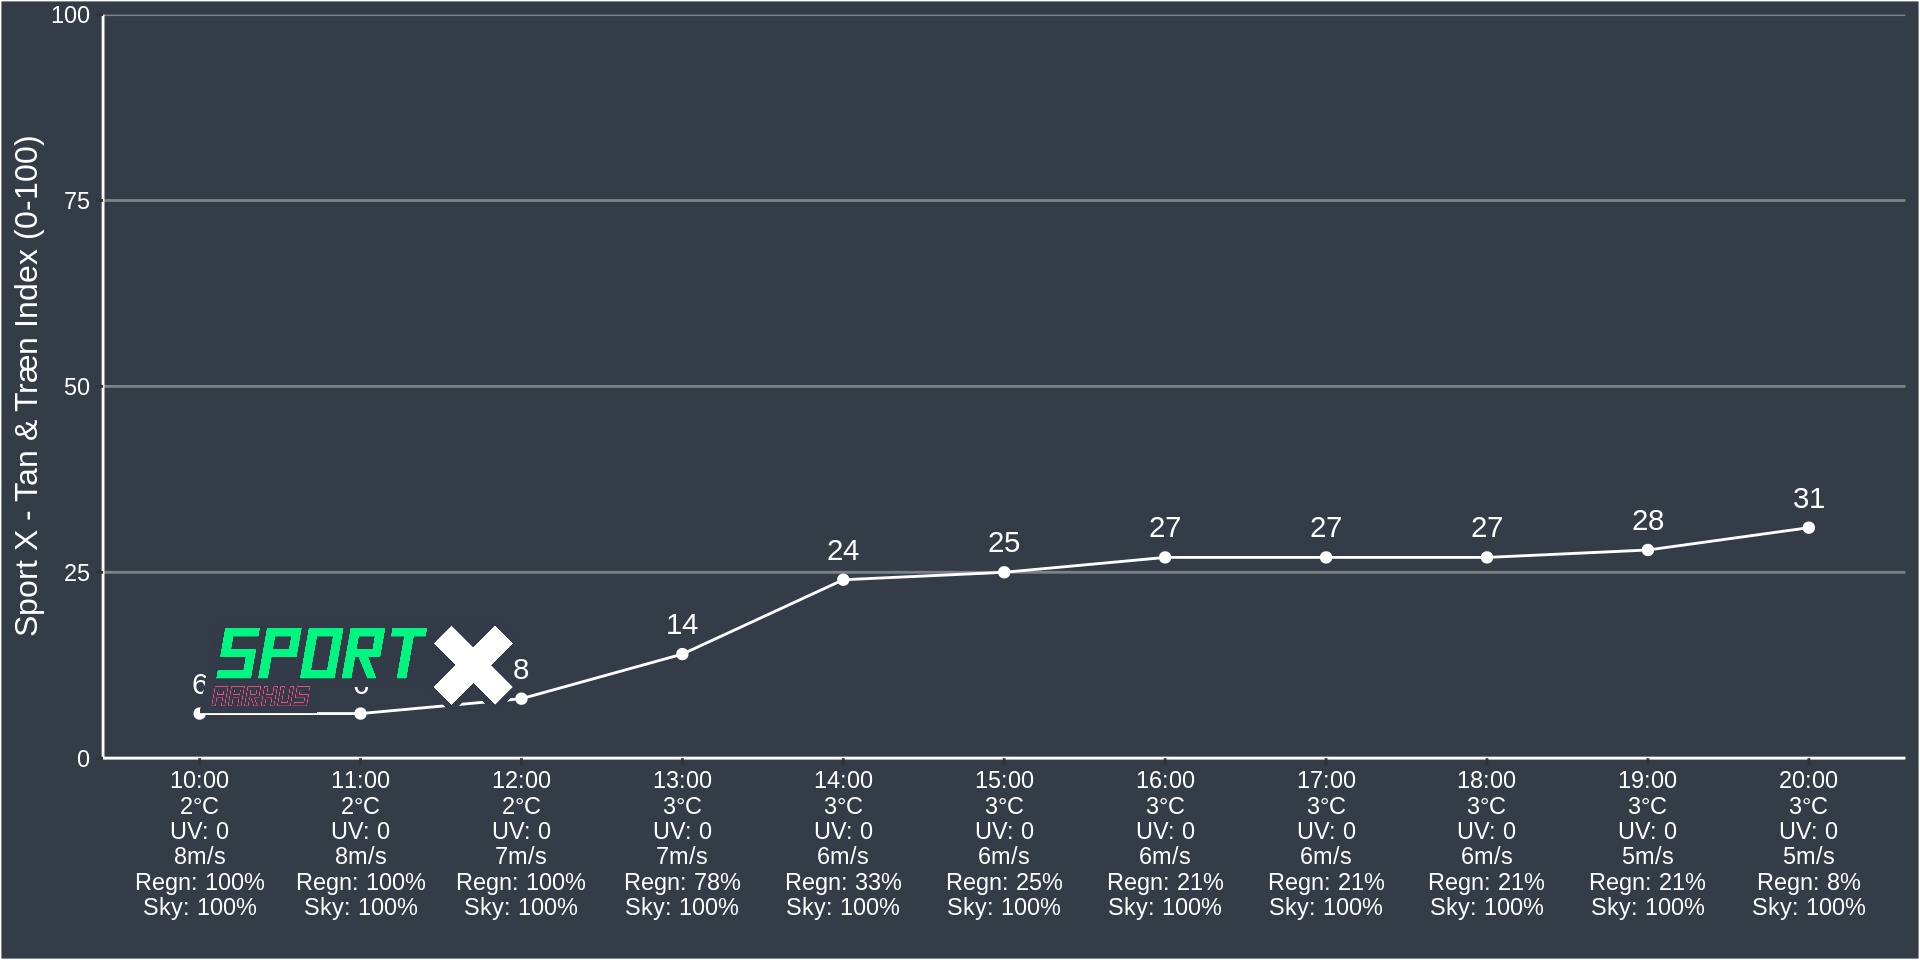 100
75
50
25
0
Sport X - Tan & Træn Index (0-100)
6
8
14
24
25
27
27
27
28
31
SPORT X
AARHUS
10:00 11:00 12:00 13:00 14:00 15:00 16:00 17:00 18:00 19:00 20:00
2°C 2°C 2°C 3°C 3°C 3°C 3°C 3°C 3°C 3°C 3°C
UV: 0 UV: 0 UV: 0 UV: 0 UV: 0 UV: 0 UV: 0 UV: 0 UV: 0 UV: 0 UV: 0
8m/s 8m/s 7m/s 7m/s 6m/s 6m/s 6m/s 6m/s 6m/s 5m/s 5m/s
Regn: 100% Regn: 100% Regn: 100% Regn: 78% Regn: 33% Regn: 25% Regn: 21% Regn: 21% Regn: 21% Regn: 21% Regn: 8%
Sky: 100% Sky: 100% Sky: 100% Sky: 100% Sky: 100% Sky: 100% Sky: 100% Sky: 100% Sky: 100% Sky: 100% Sky: 100%